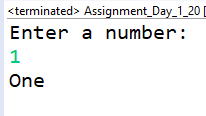 <terminated> Assignment_Day_1_20 [
Enter a number:
1
One